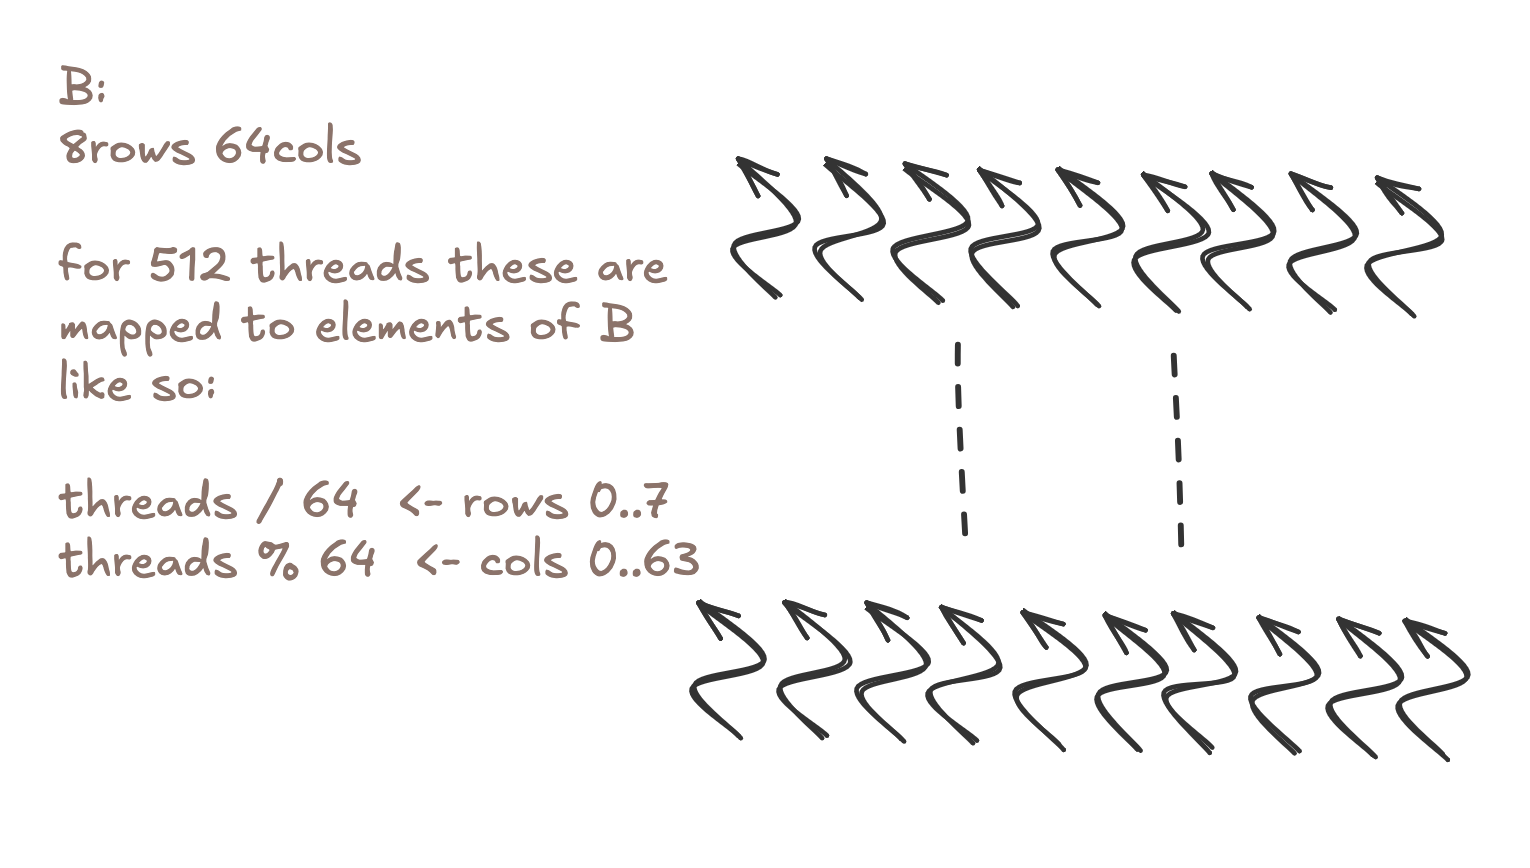 B:
8rows 64cols
for 512 threads these are
mapped to elements of B
like so:
threads / 64 <- rows 0..7
threads % 64 <- cols 0..63